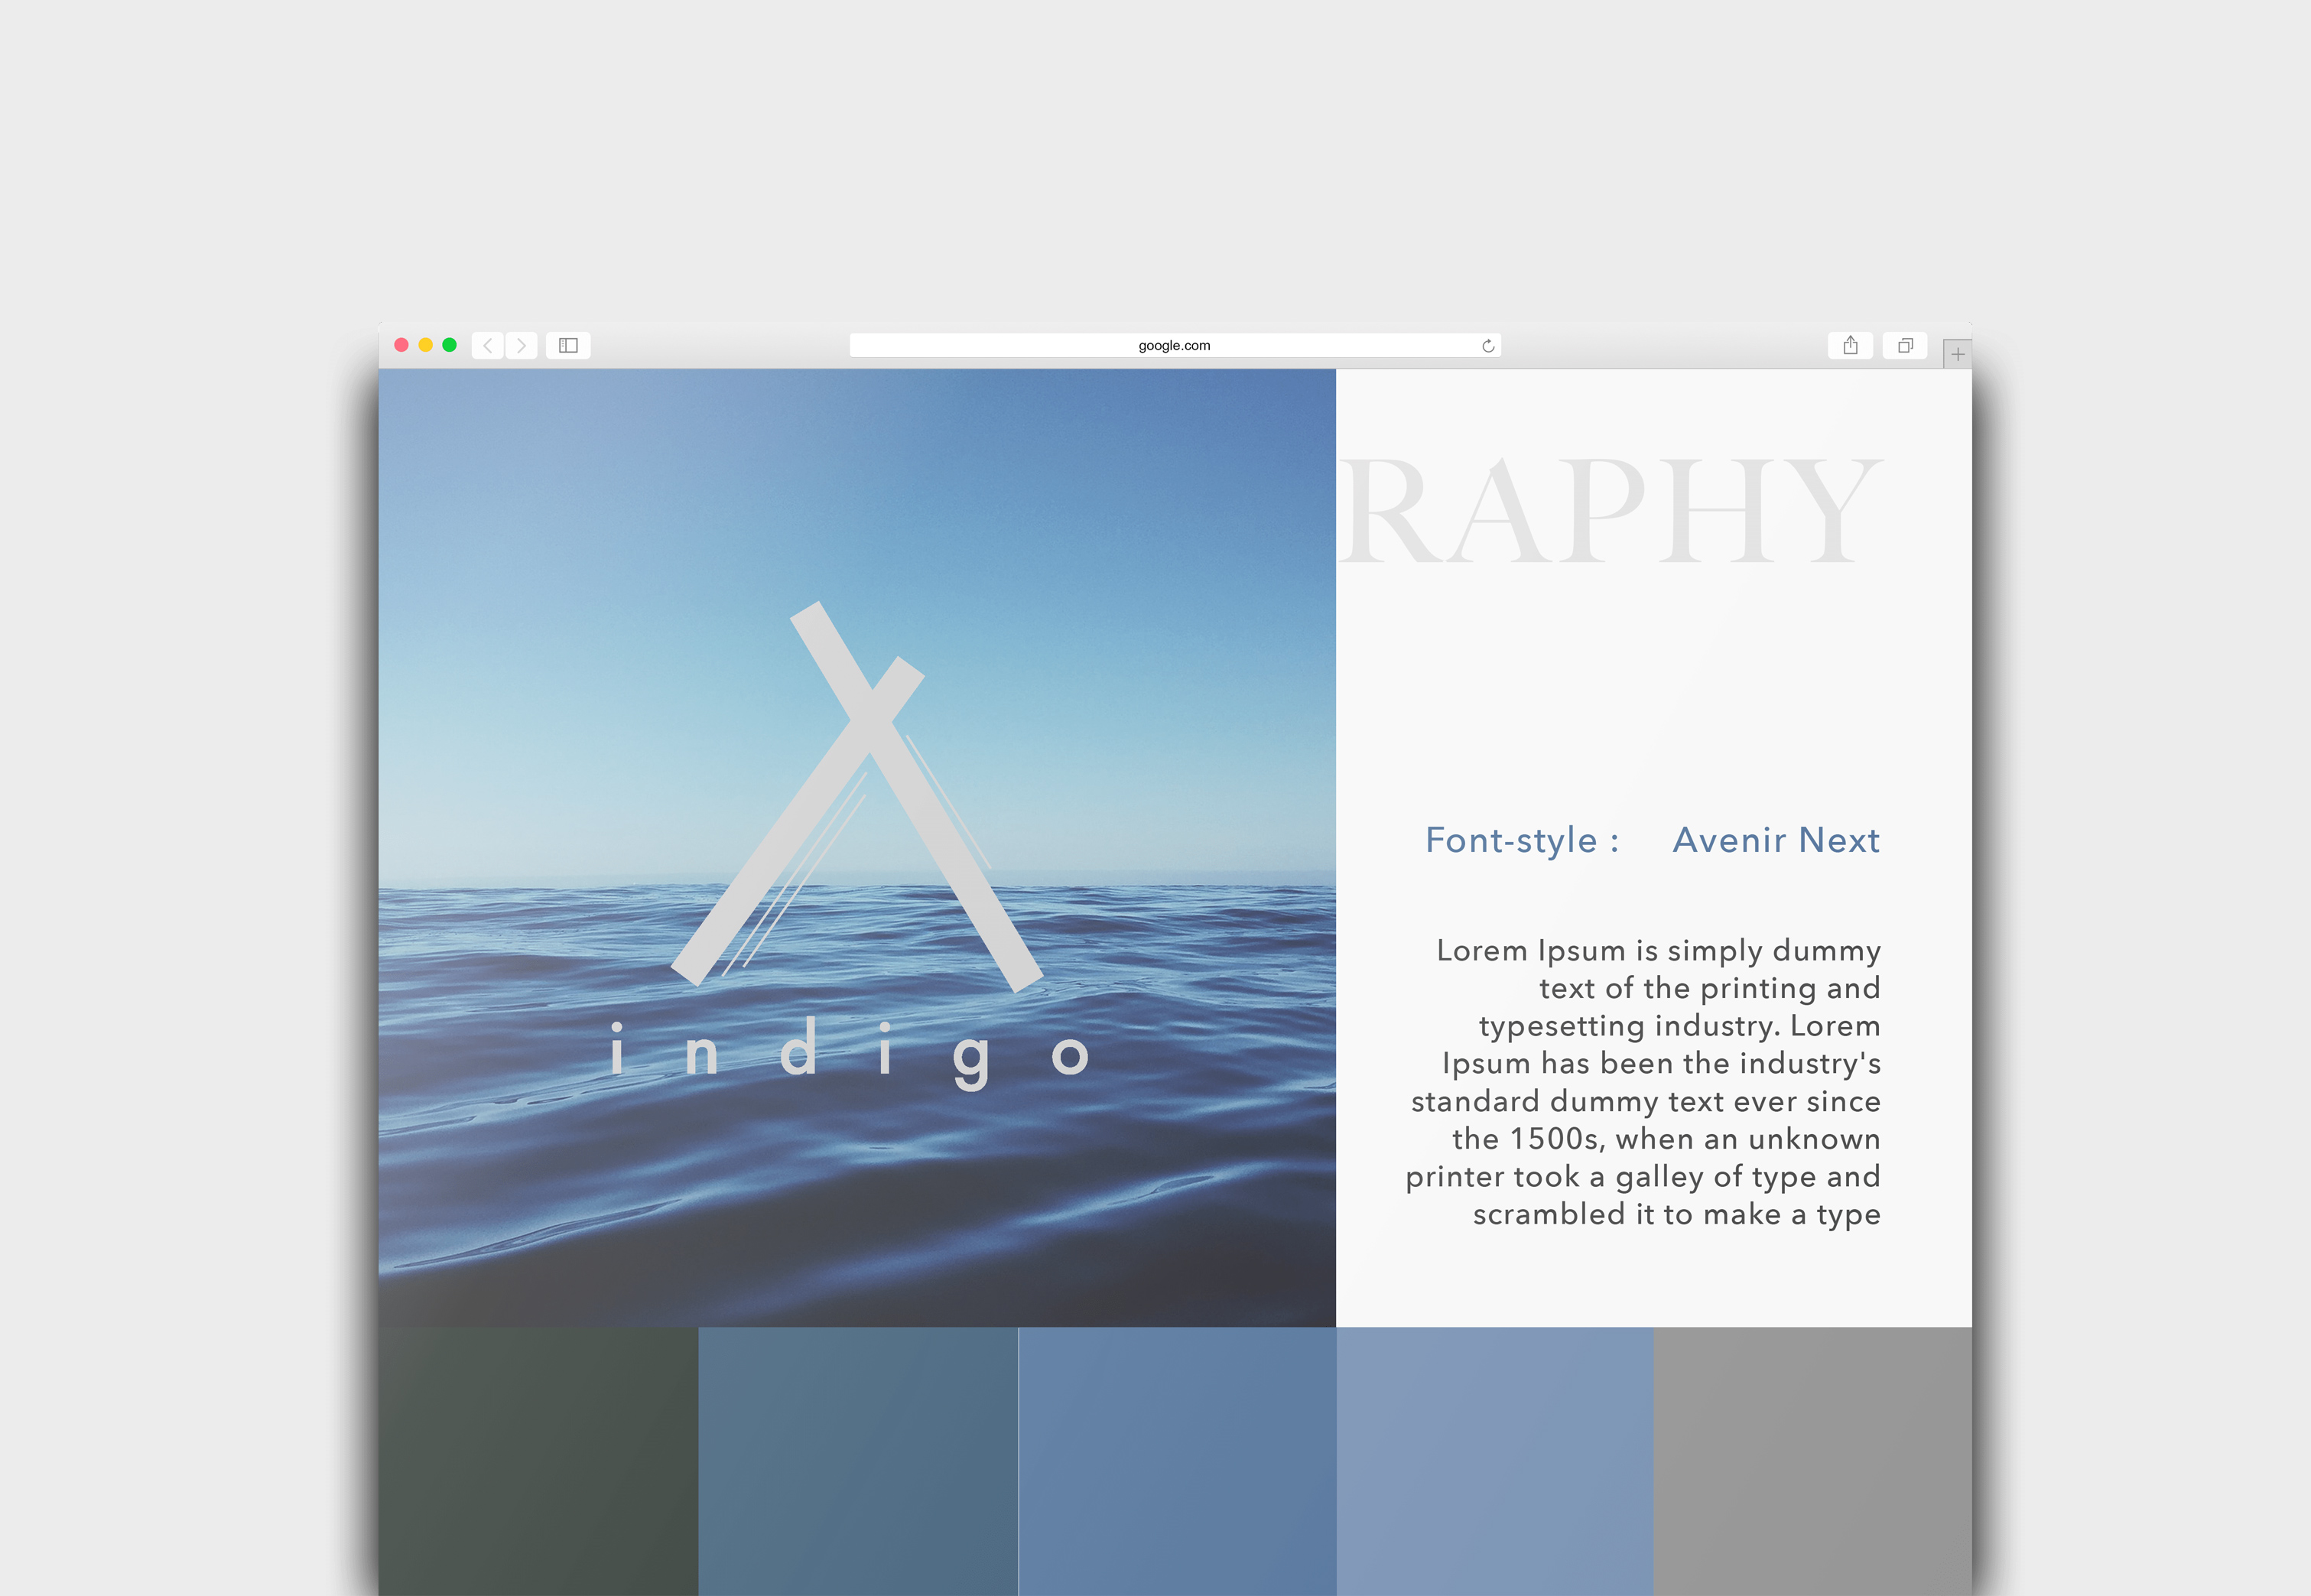 google.com
RAPHY
indigo
Font-style : Avenir Next
Lorem Ipsum is simply dummy
text of the printing and
typesetting industry. Lorem
Ipsum has been the industry's
standard dummy text ever since
the 1500s, when an unknown
printer took a galley of type and
scrambled it to make a type